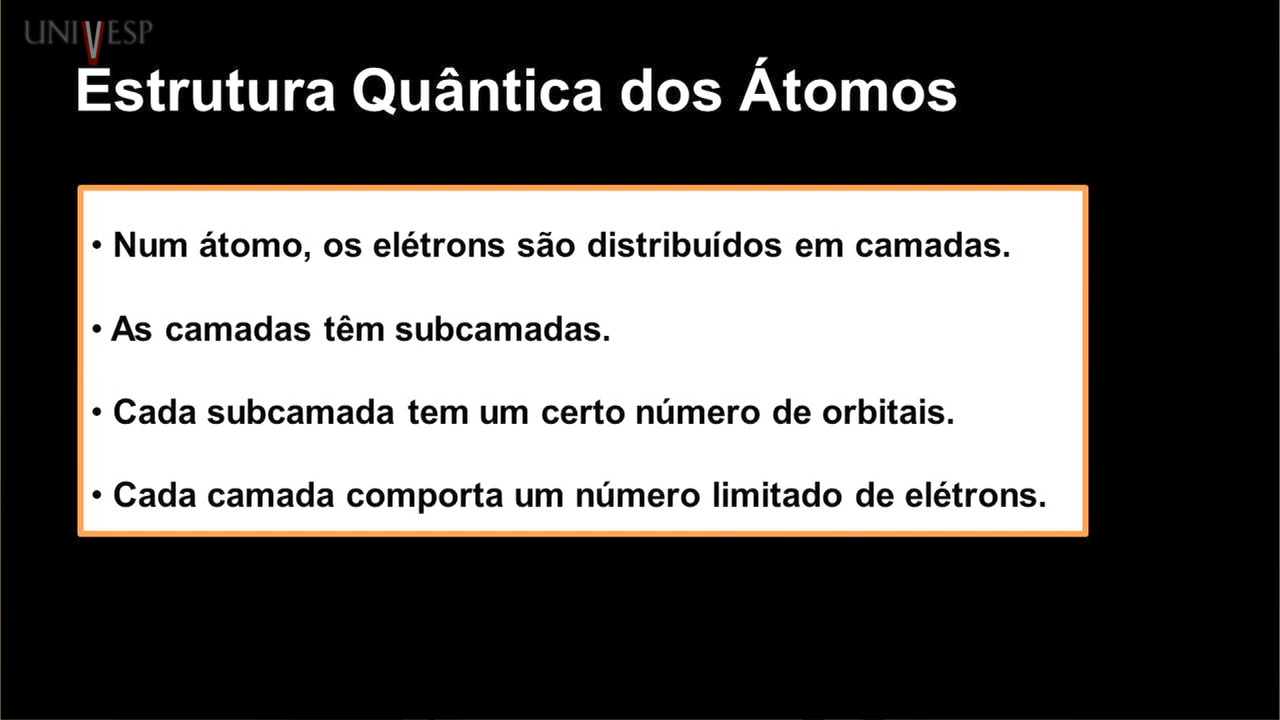 UNIVESP
Estrutura Quântica dos Átomos
• Num átomo, os elétrons são distribuídos em camadas.
• As camadas têm subcamadas.
• Cada subcamada tem um certo número de orbitais.
• Cada camada comporta um número limitado de elétrons.